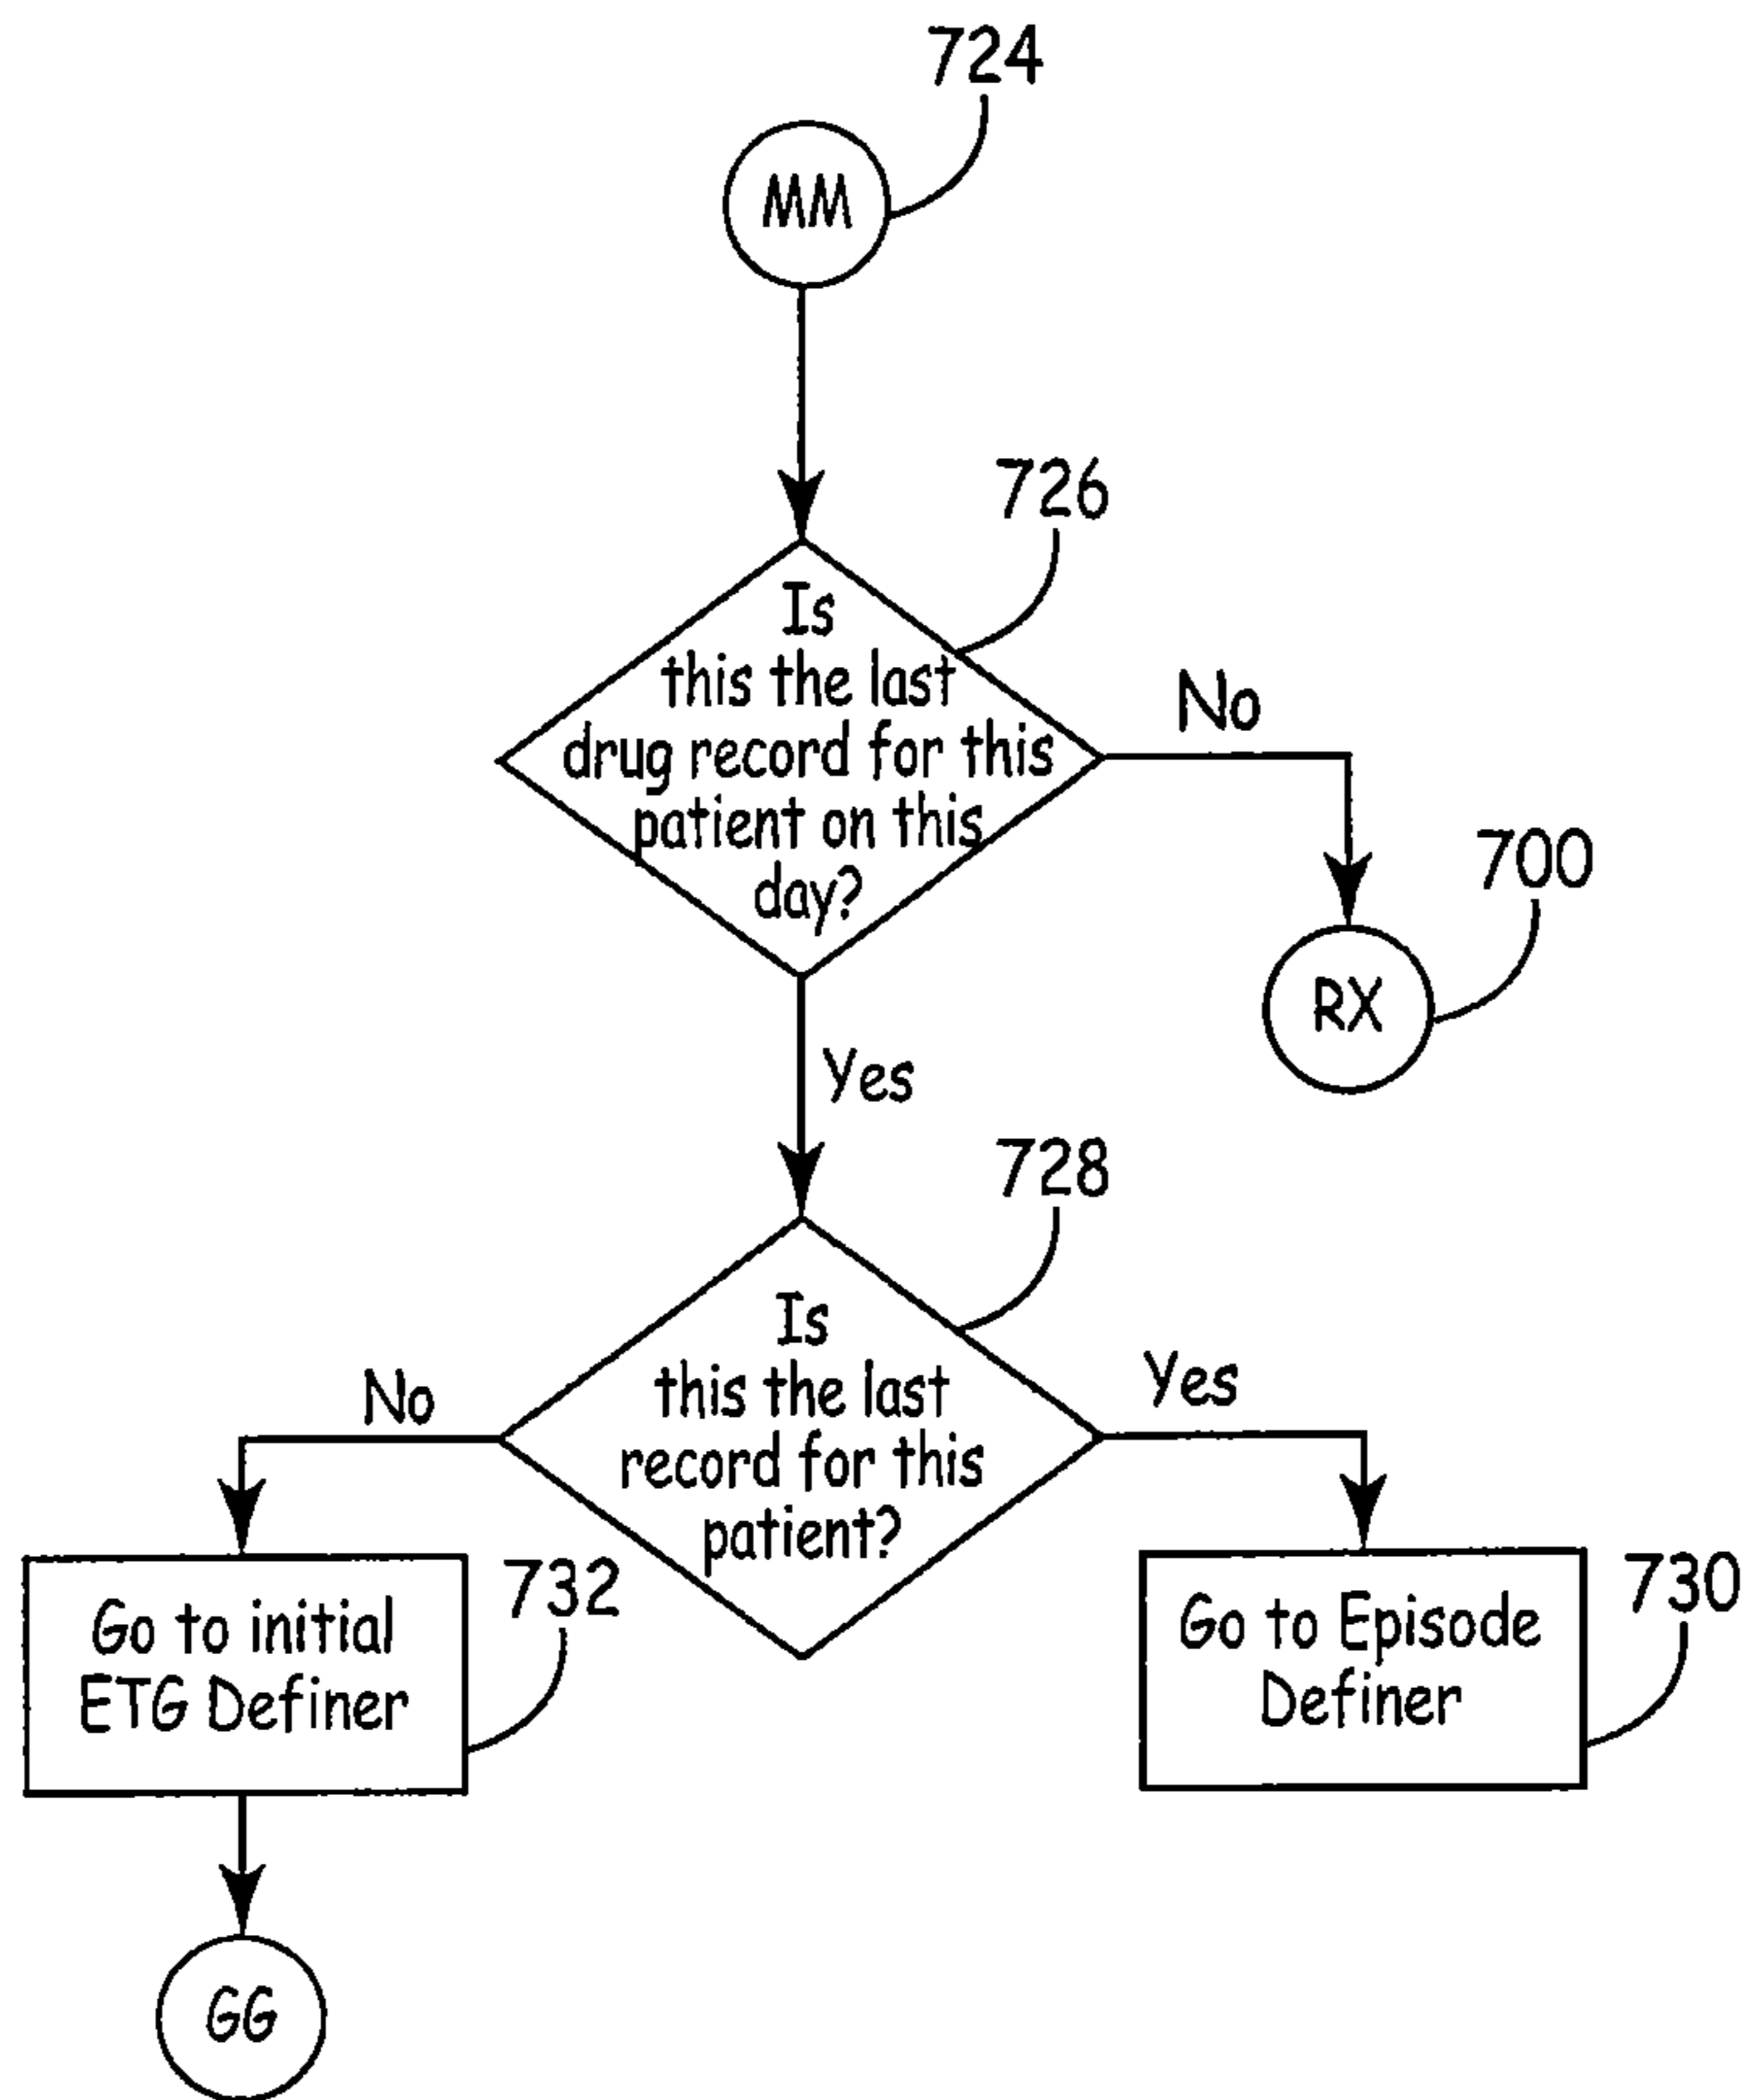 724
MM
726
Is
this the last
drug record for this
patient on this
day?
No
700
RX
Yes
728
Is
this the last
record for this
patient?
No
Yes
732
Go to initial
ETG Definer
730
Go to Episode
Definer
GG